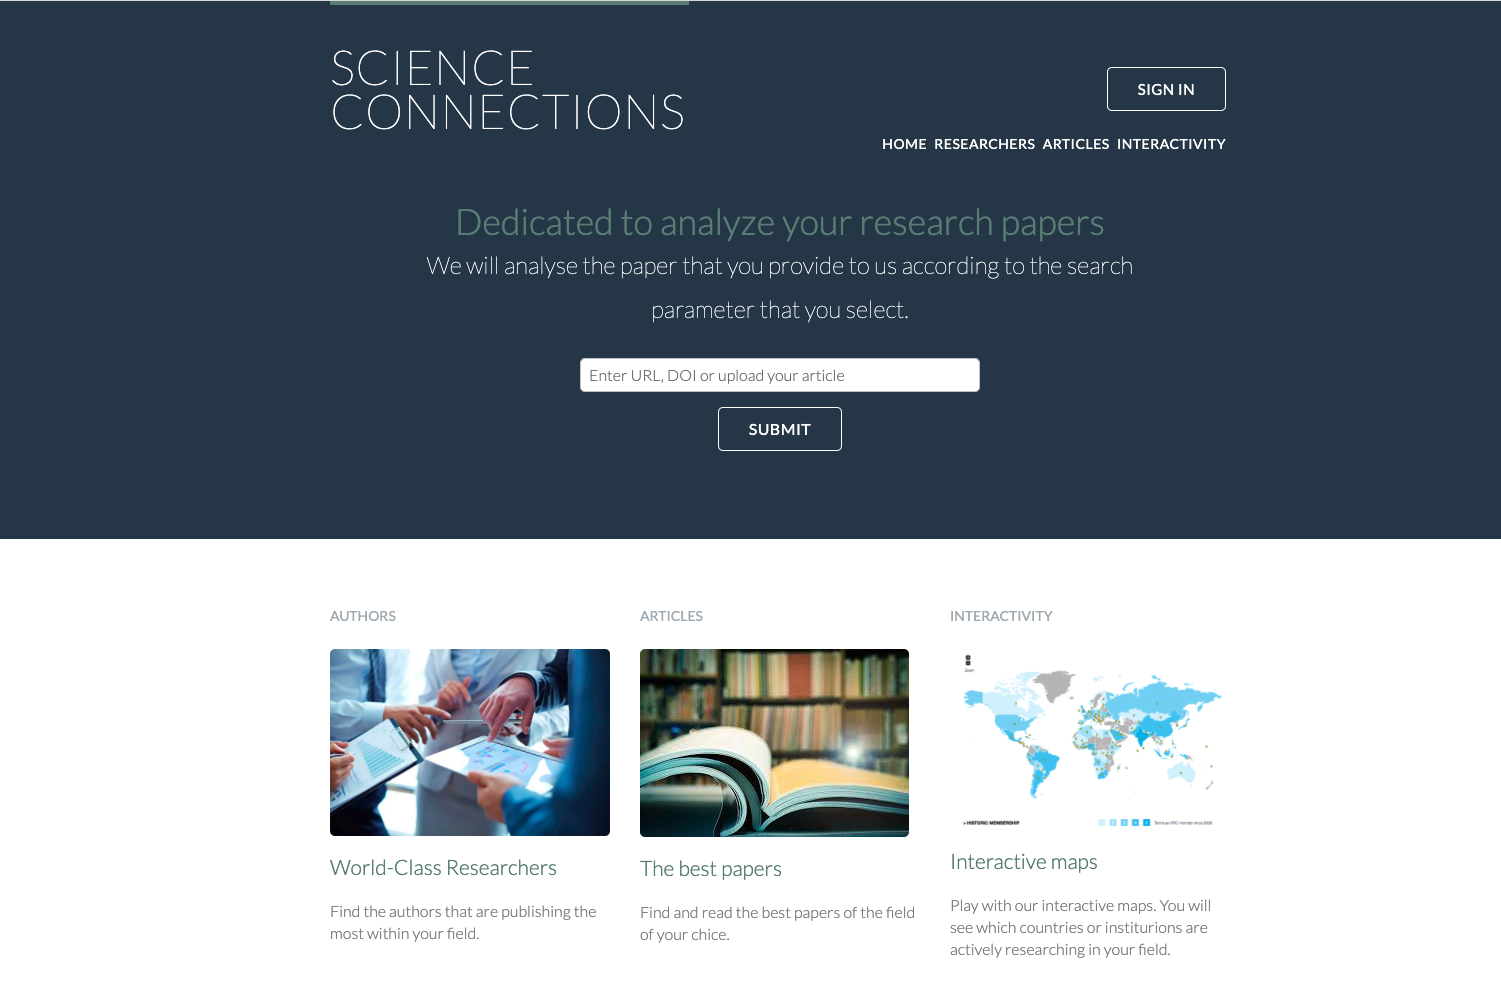 SCIENCE
CONNECTIONS
SIGN IN
HOME RESEARCHERS ARTICLES INTERACTIVITY
Dedicated to analyze your research papers
We will analyse the paper that you provide to us according to the search
parameter that you select.
Enter URL, DOI or upload your article
SUBMIT
AUTHORS
World-Class Researchers
Find the authors that are publishing the
most within your field.
ARTICLES
The best papers
Find and read the best papers of the field
of your chice.
INTERACTIVITY
> HISTORIC MEMBERSHIP
Interactive maps
Play with our interactive maps. You will
see which countries or insticurions are
actively researching in your field.